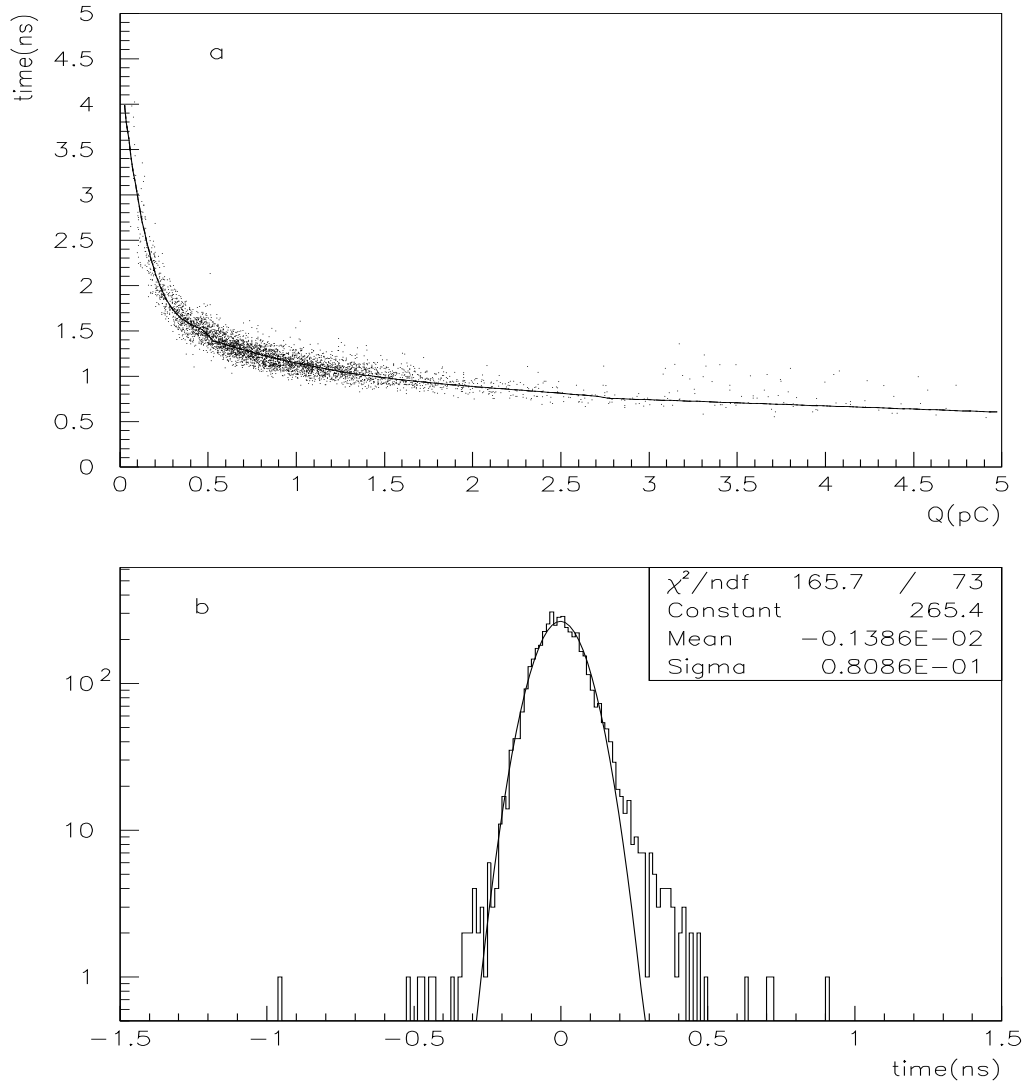 time(ns)
a
5
4.5
4
3.5
3
2.5
2
1.5
1
0.5
0
0 0.5 1 1.5 2 2.5 3 3.5 4 4.5 5
Q(pC)
b
χ²/ndf 165.7 / 73
Constant 265.4
Mean −0.1386E−02
Sigma 0.8086E−01
10²
10
1
−1.5 −1 −0.5 0 0.5 1 1.5
time(ns)